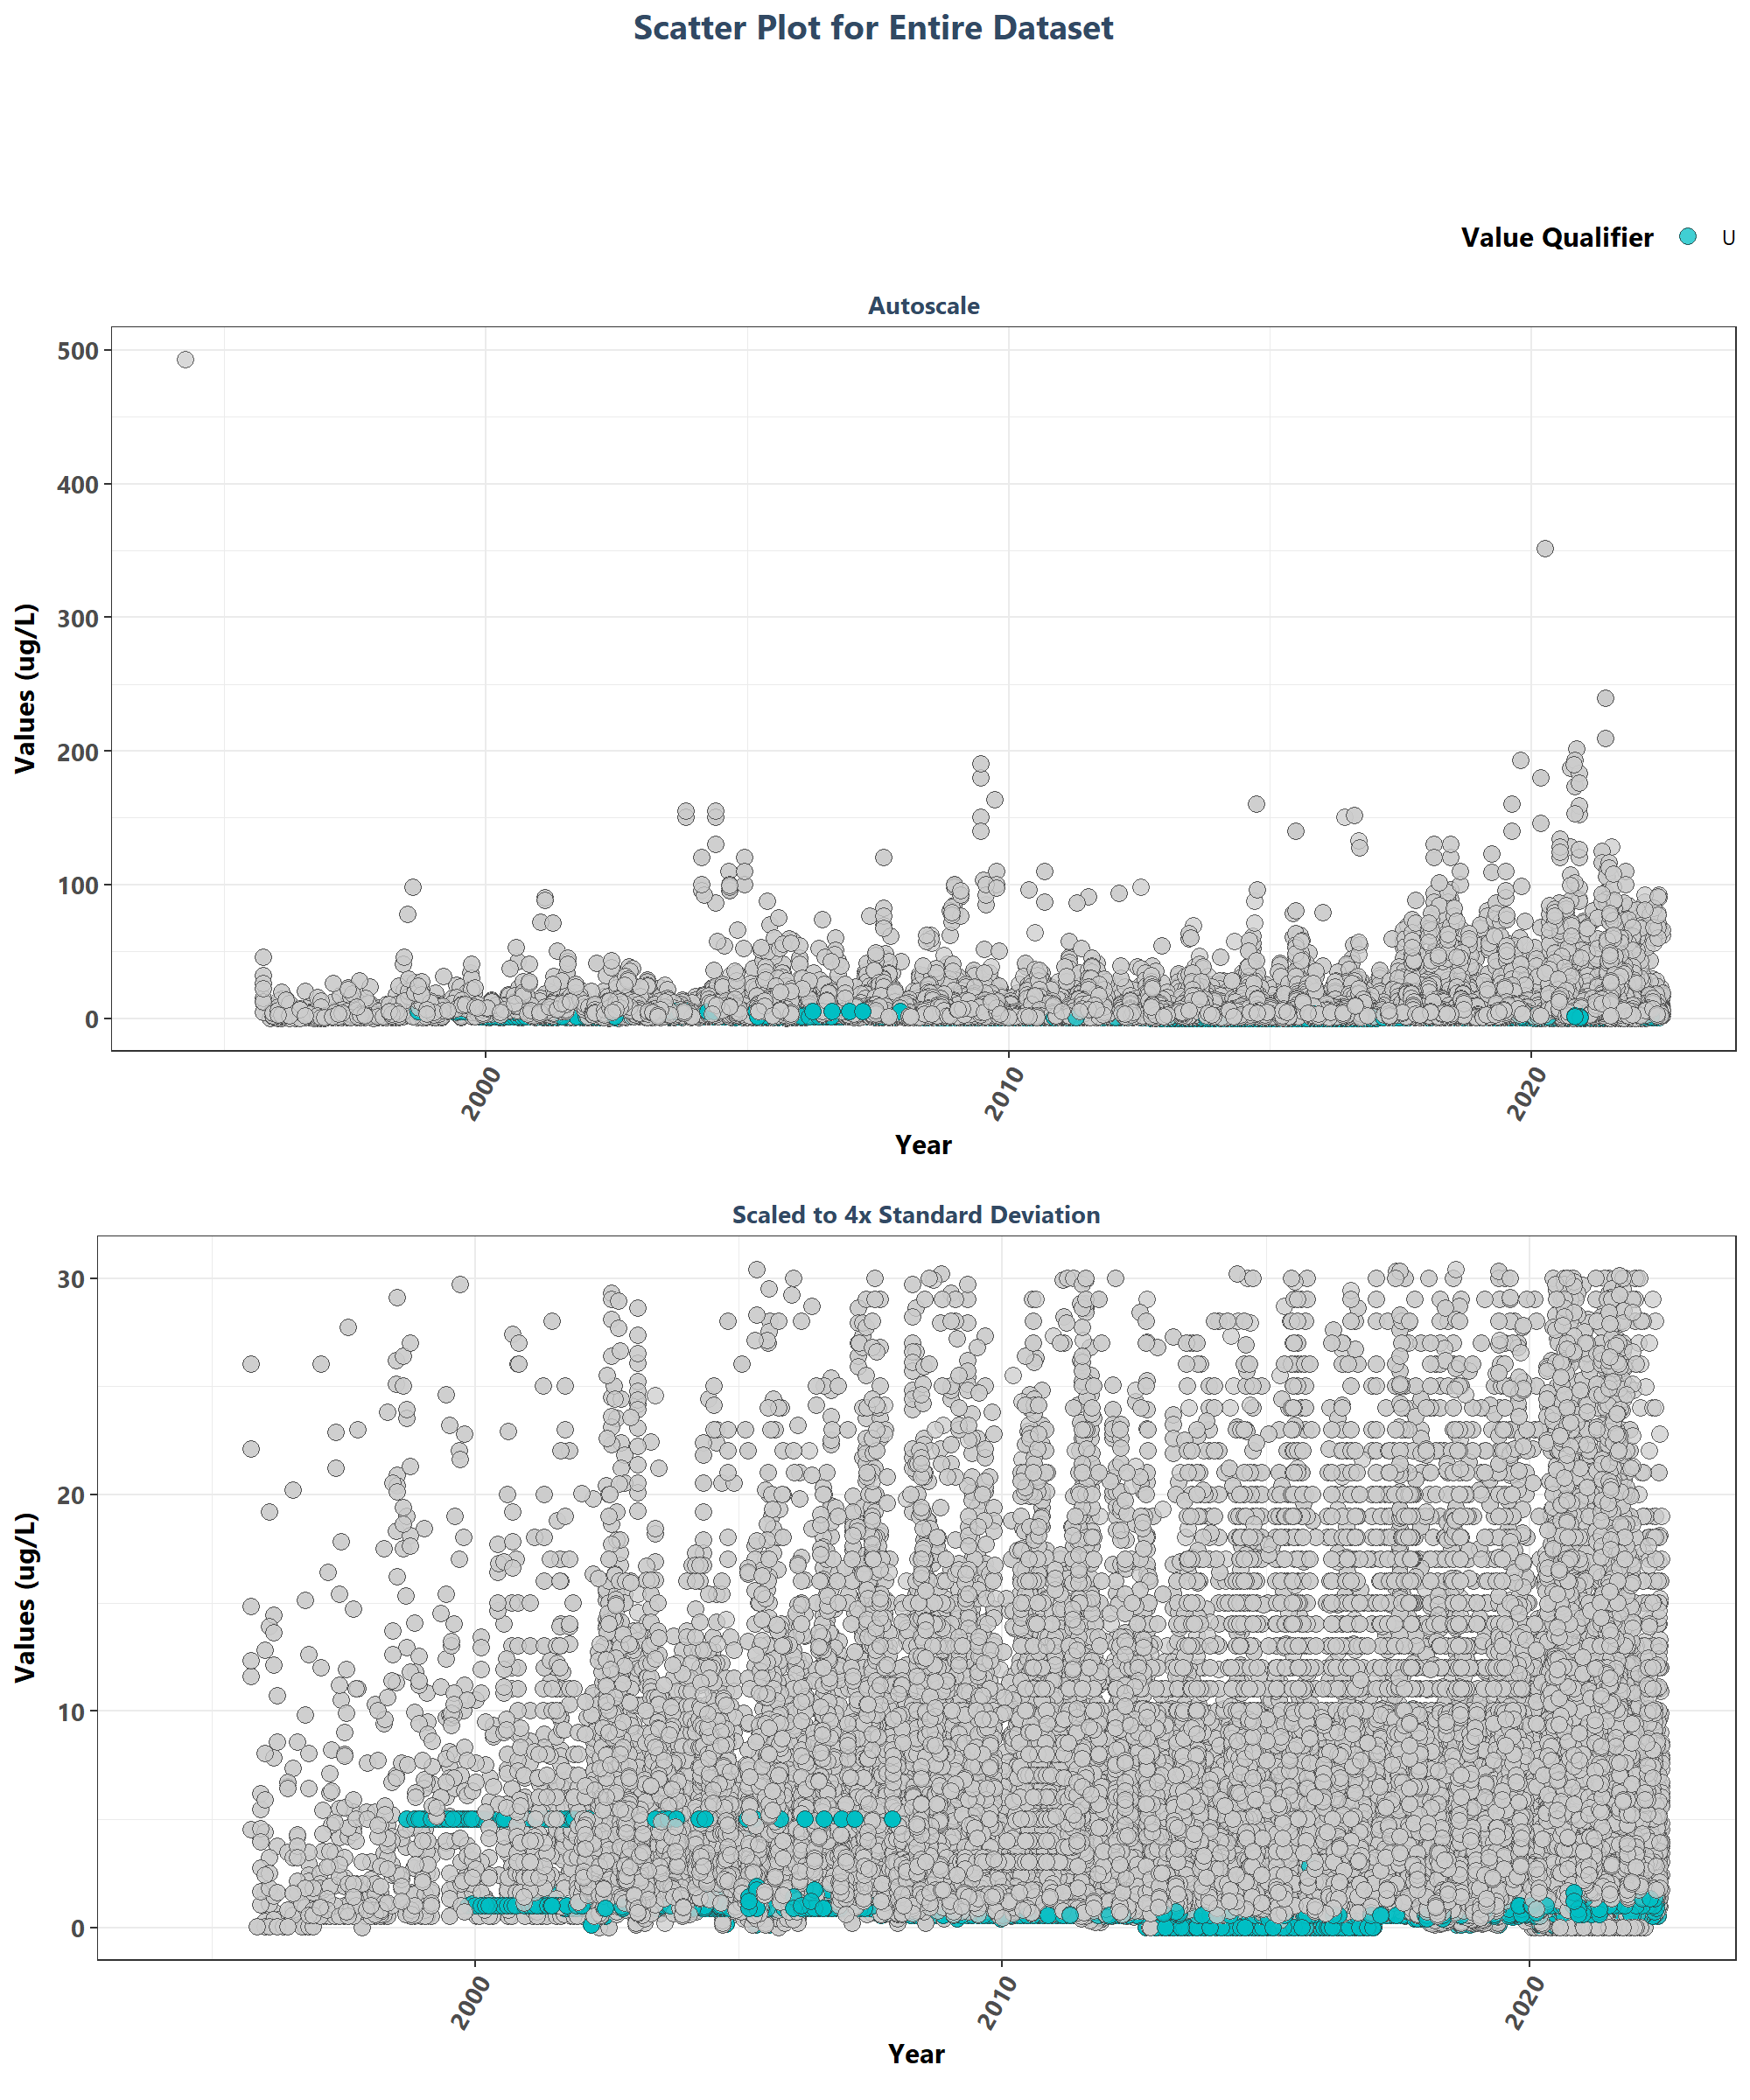 Scatter Plot for Entire Dataset
Value Qualifier U
Autoscale
500
400
300
200
100
0
Values (ug/L)
2000 2010 2020
Year
Scaled to 4x Standard Deviation
30
20
10
0
Values (ug/L)
2000 2010 2020
Year